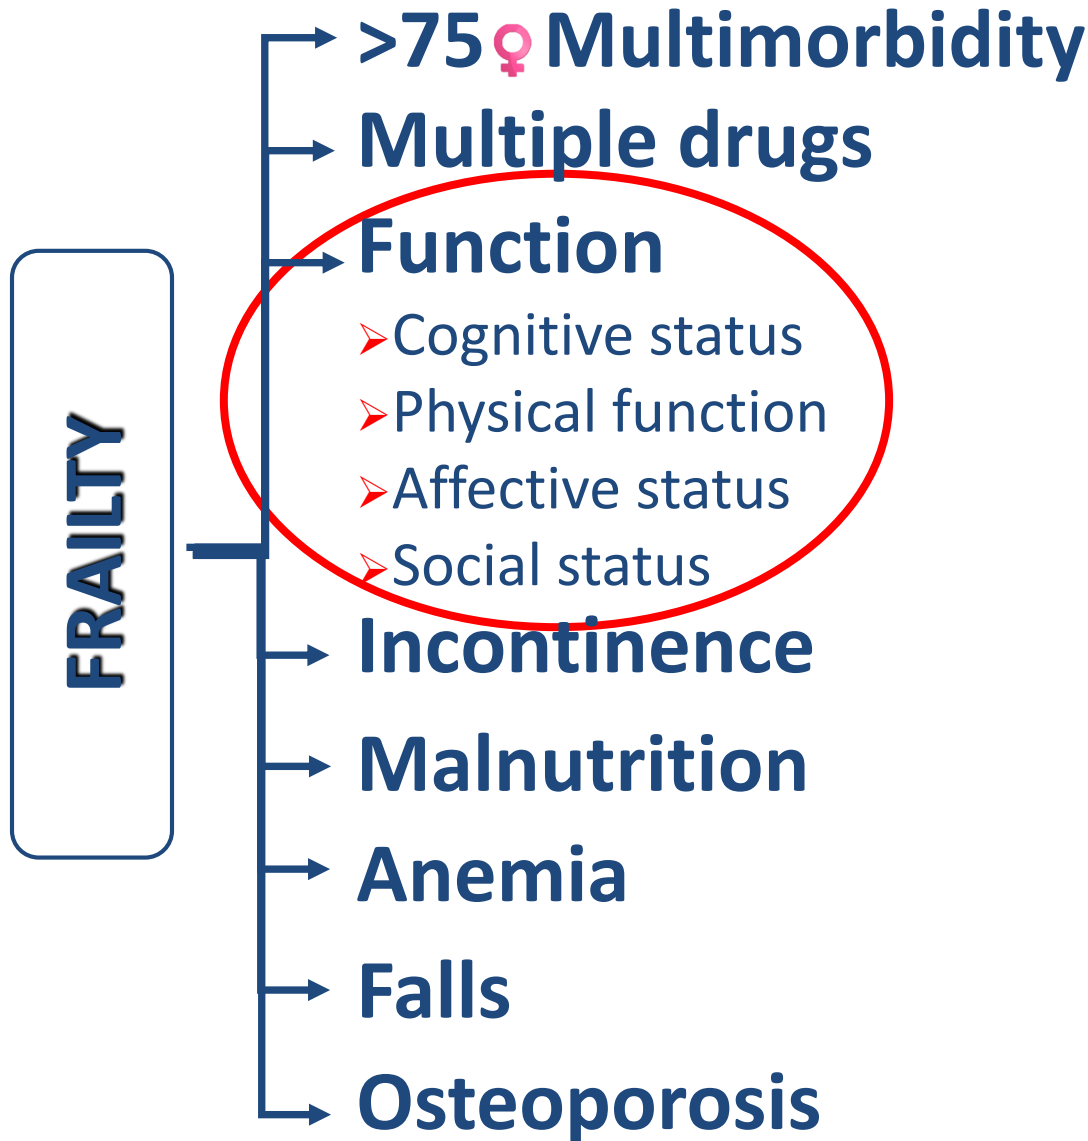 FRAILTY
>75♀ Multimorbidity
Multiple drugs
Function
Cognitive status
Physical function
Affective status
Social status
Incontinence
Malnutrition
Anemia
Falls
Osteoporosis